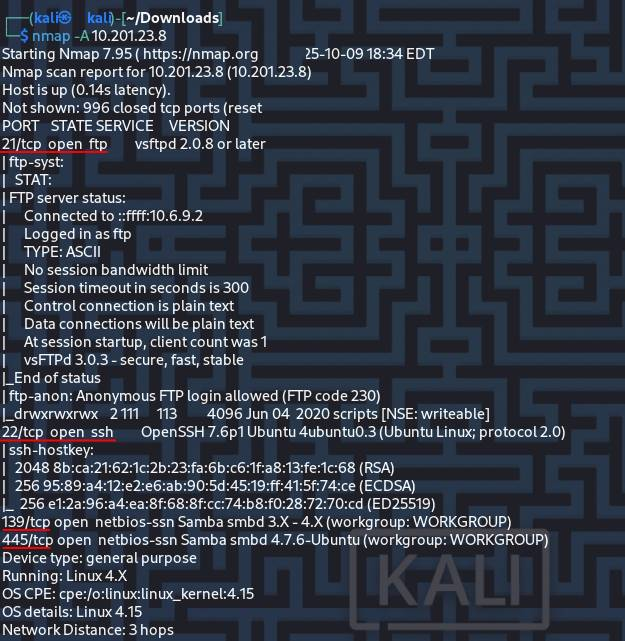 (kali㉿ kali)-[~/Downloads]
$ nmap -A 10.201.23.8
Starting Nmap 7.95 ( https://nmap.org 25-10-09 18:34 EDT
Nmap scan report for 10.201.23.8 (10.201.23.8)
Host is up (0.14s latency).
Not shown: 996 closed tcp ports (reset
PORT STATE SERVICE VERSION
21/tcp open ftp vsftpd 2.0.8 or later
| ftp-syst:
| STAT:
| FTP server status:
| Connected to ::ffff:10.6.9.2
| Logged in as ftp
| TYPE: ASCII
| No session bandwidth limit
| Session timeout in seconds is 300
| Control connection is plain text
| Data connections will be plain text
| At session startup, client count was 1
| vsFTPd 3.0.3 - secure, fast, stable
|_End of status
| ftp-anon: Anonymous FTP login allowed (FTP code 230)
|_drwxrwxrwx 2 111 113 4096 Jun 04 2020 scripts [NSE: writeable]
22/tcp open ssh OpenSSH 7.6p1 Ubuntu 4ubuntu0.3 (Ubuntu Linux; protocol 2.0)
| ssh-hostkey:
| 2048 8b:ca:21:62:1c:2b:23:fa:6b:c6:1f:a8:13:fe:1c:68 (RSA)
| 256 95:89:a4:12:e2:e6:ab:90:5d:45:19:ff:41:5f:74:ce (ECDSA)
|_ 256 e1:2a:96:a4:ea:8f:68:8f:cc:74:b8:f0:28:72:70:cd (ED25519)
139/tcp open netbios-ssn Samba smbd 3.X - 4.X (workgroup: WORKGROUP)
445/tcp open netbios-ssn Samba smbd 4.7.6-Ubuntu (workgroup: WORKGROUP)
Device type: general purpose
Running: Linux 4.X
OS CPE: cpe:/o:linux:linux_kernel:4.15
OS details: Linux 4.15
Network Distance: 3 hops
KALI